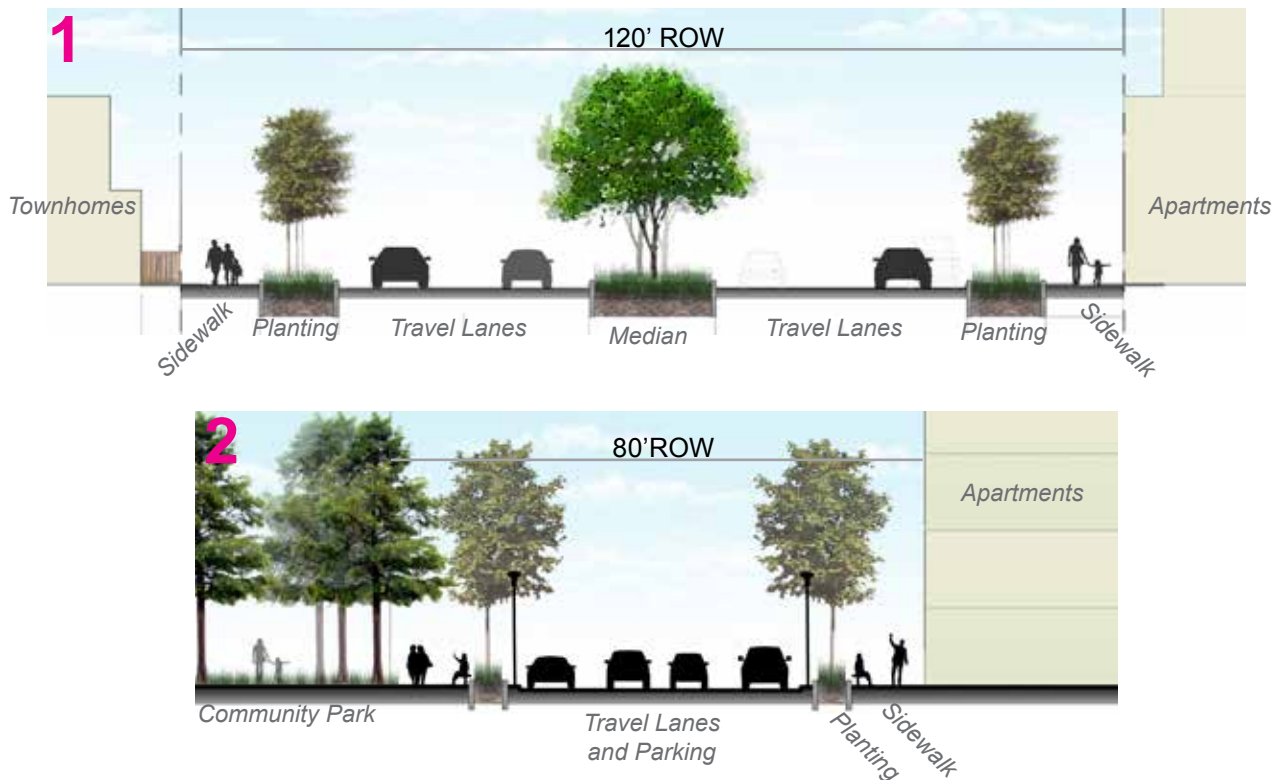 1
120' ROW
Townhomes
Apartments
Sidewalk
Planting
Travel Lanes
Median
Travel Lanes
Planting
Sidewalk
2
80'ROW
Apartments
Community Park
Travel Lanes
and Parking
Planting
Sidewalk